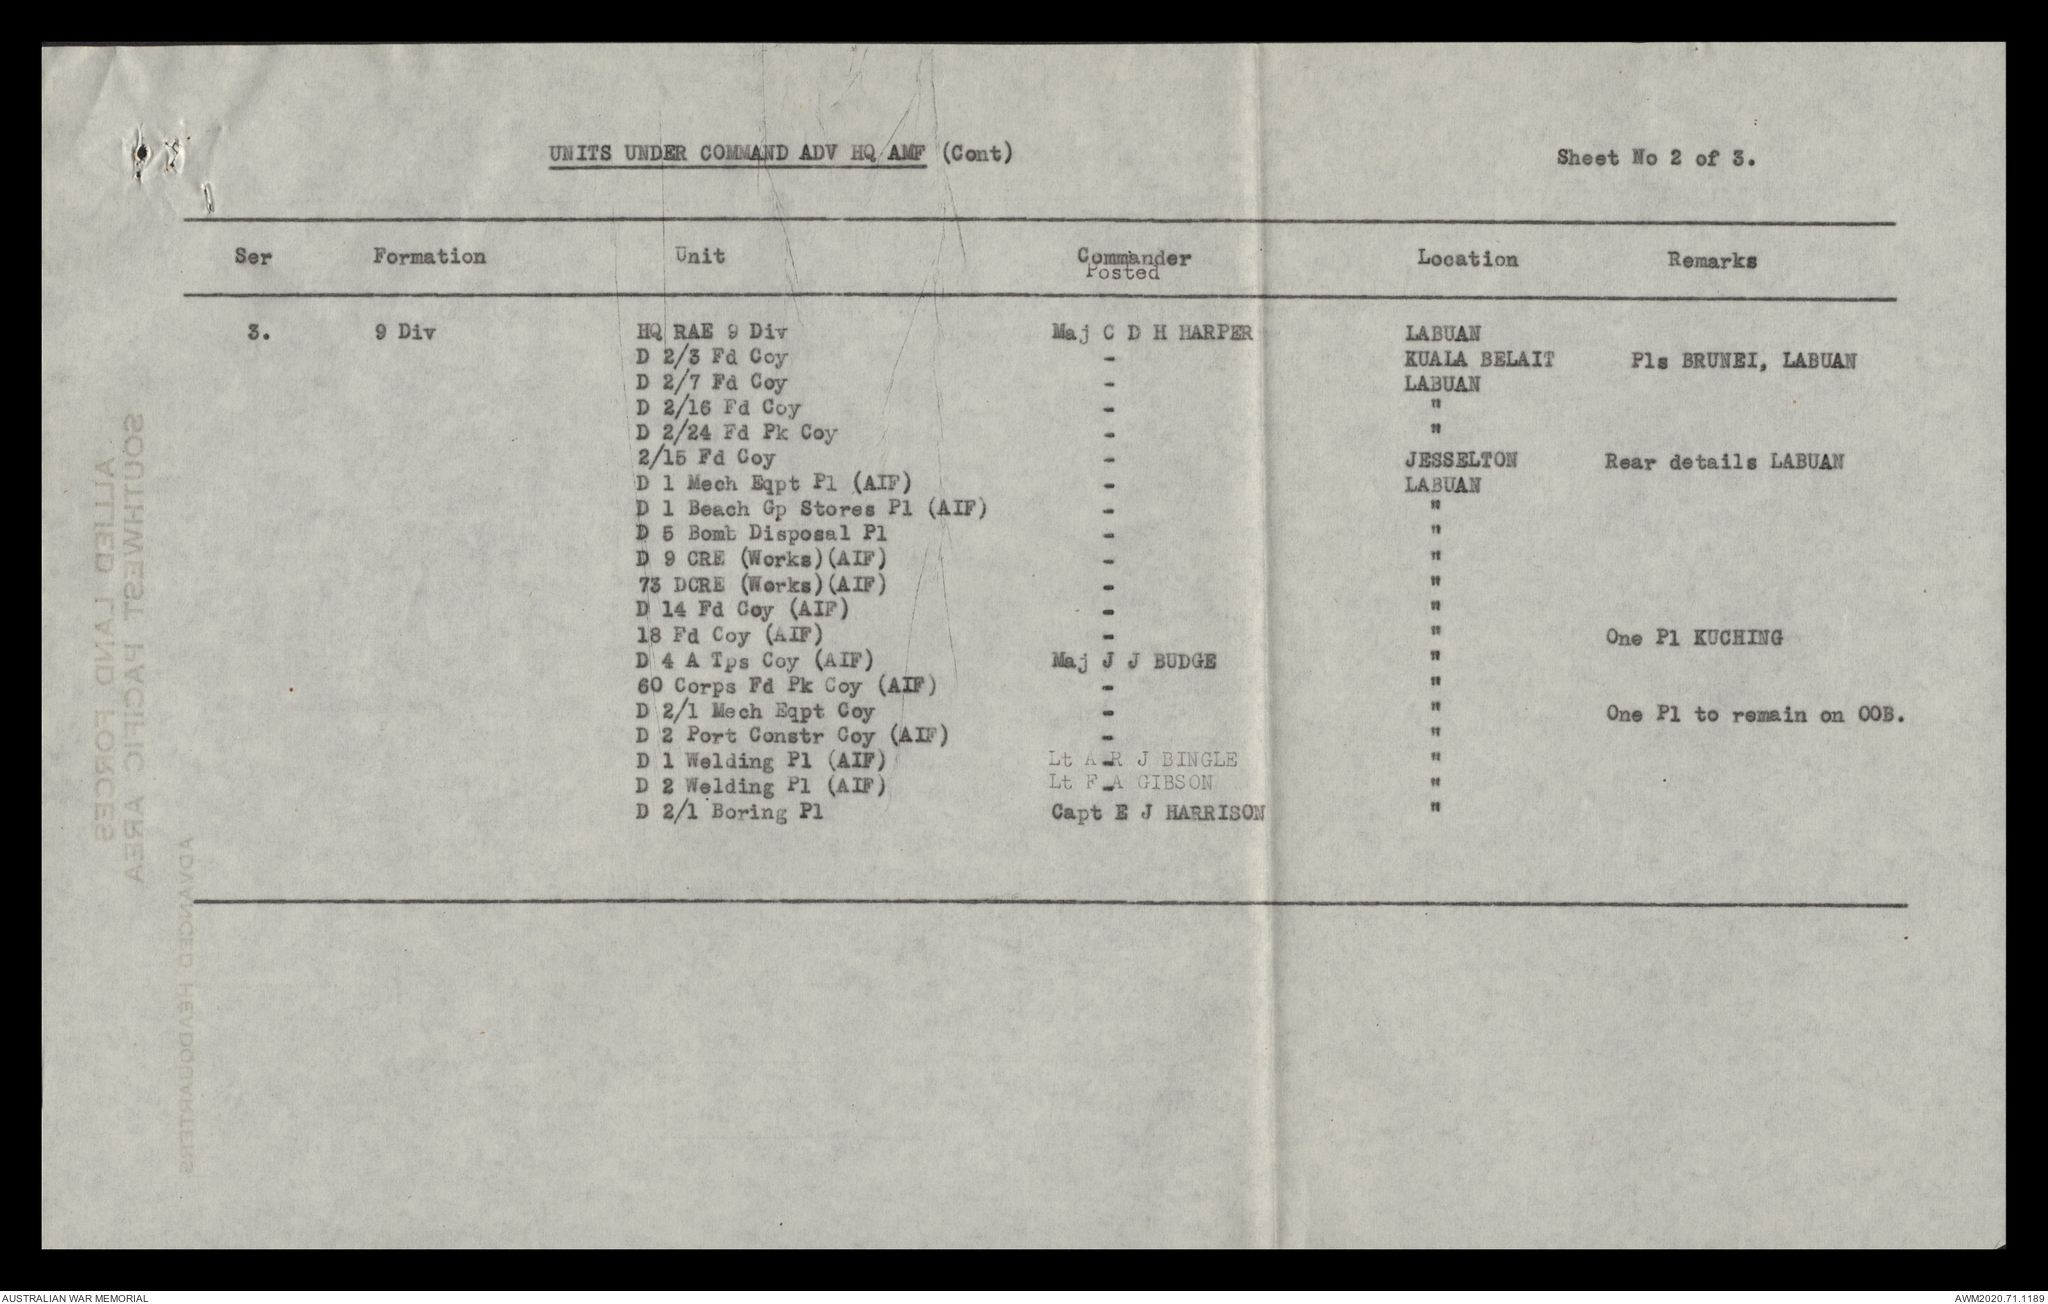 UNITS UNDER COMMAND ADV HQ AMF (Cont) Sheet No 2 of 3.
Ser Formation Unit Commander Location Remarks
Posted
3. 9 Div HQ RAE 9 Div Maj C D H HARPER LABUAN
D 2/3 Fd Coy - KUALA BELAIT Pls BRUNEI, LABUAN
D 2/7 Fd Coy - LABUAN
D 2/16 Fd Coy - "
D 2/24 Fd Pk Coy - "
2/15 Fd Coy - JESSELTON Rear details LABUAN
D 1 Mech Eqpt Pl (AIF) - LABUAN
D 1 Beach Gp Stores Pl (AIF) - "
D 5 Bomb Disposal Pl - "
D 9 CRE (Works)(AIF) - "
73 DCRE (Works)(AIF) - "
D 14 Fd Coy (AIF) - "
18 Fd Coy (AIF) - " One Pl KUCHING
D 4 A Tps Coy (AIF) Maj J J BUDGE "
60 Corps Fd Pk Coy (AIF) - "
D 2/1 Mech Eqpt Coy - " One Pl to remain on OOB.
D 2 Port Constr Coy (AIF) - "
D 1 Welding Pl (AIF) Lt A R J BINGLE "
D 2 Welding Pl (AIF) Lt F A GIBSON "
D 2/1 Boring Pl Capt E J HARRISON "
SOUTHWEST PACIFIC AREA
ALLIED LAND FORCES
ADVANCED HEADQUARTERS
AUSTRALIAN WAR MEMORIAL AWM2020.71.1189